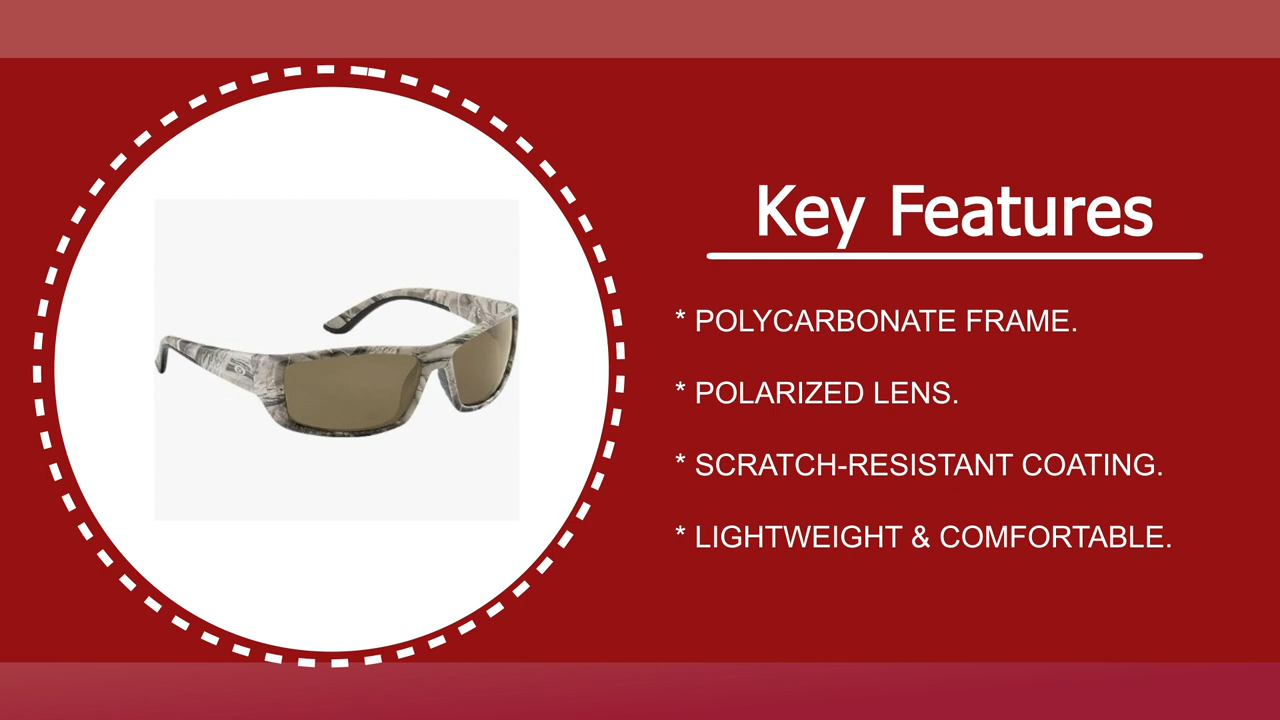 Key Features
* POLYCARBONATE FRAME.
* POLARIZED LENS.
* SCRATCH-RESISTANT COATING.
* LIGHTWEIGHT & COMFORTABLE.